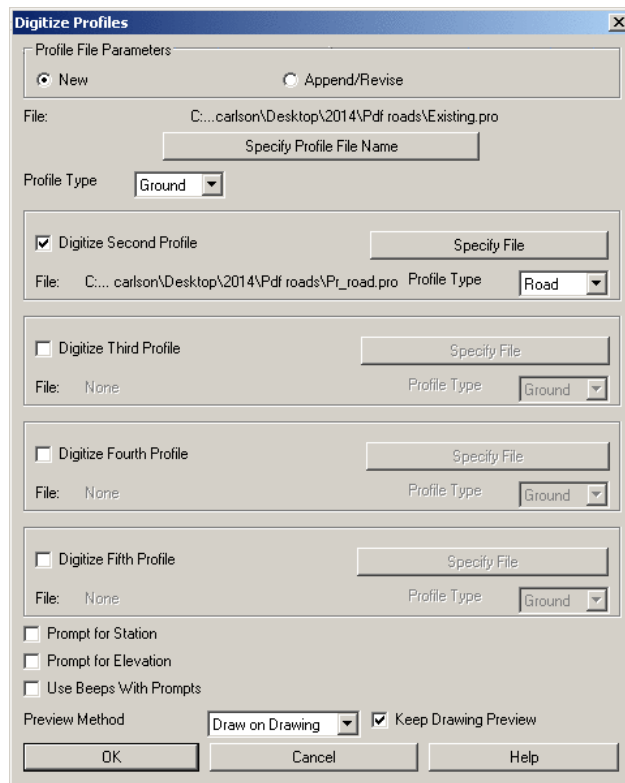 Digitize Profiles
Profile File Parameters
New Append/Revise
File: C:...carlson\Desktop\2014\Pdf roads\Existing.pro
Specify Profile File Name
Profile Type Ground
Digitize Second Profile Specify File
File: C:... carlson\Desktop\2014\Pdf roads\Pr_road.pro Profile Type Road
Digitize Third Profile Specify File
File: None Profile Type Ground
Digitize Fourth Profile Specify File
File: None Profile Type Ground
Digitize Fifth Profile Specify File
File: None Profile Type Ground
Prompt for Station
Prompt for Elevation
Use Beeps With Prompts
Preview Method Draw on Drawing Keep Drawing Preview
OK Cancel Help